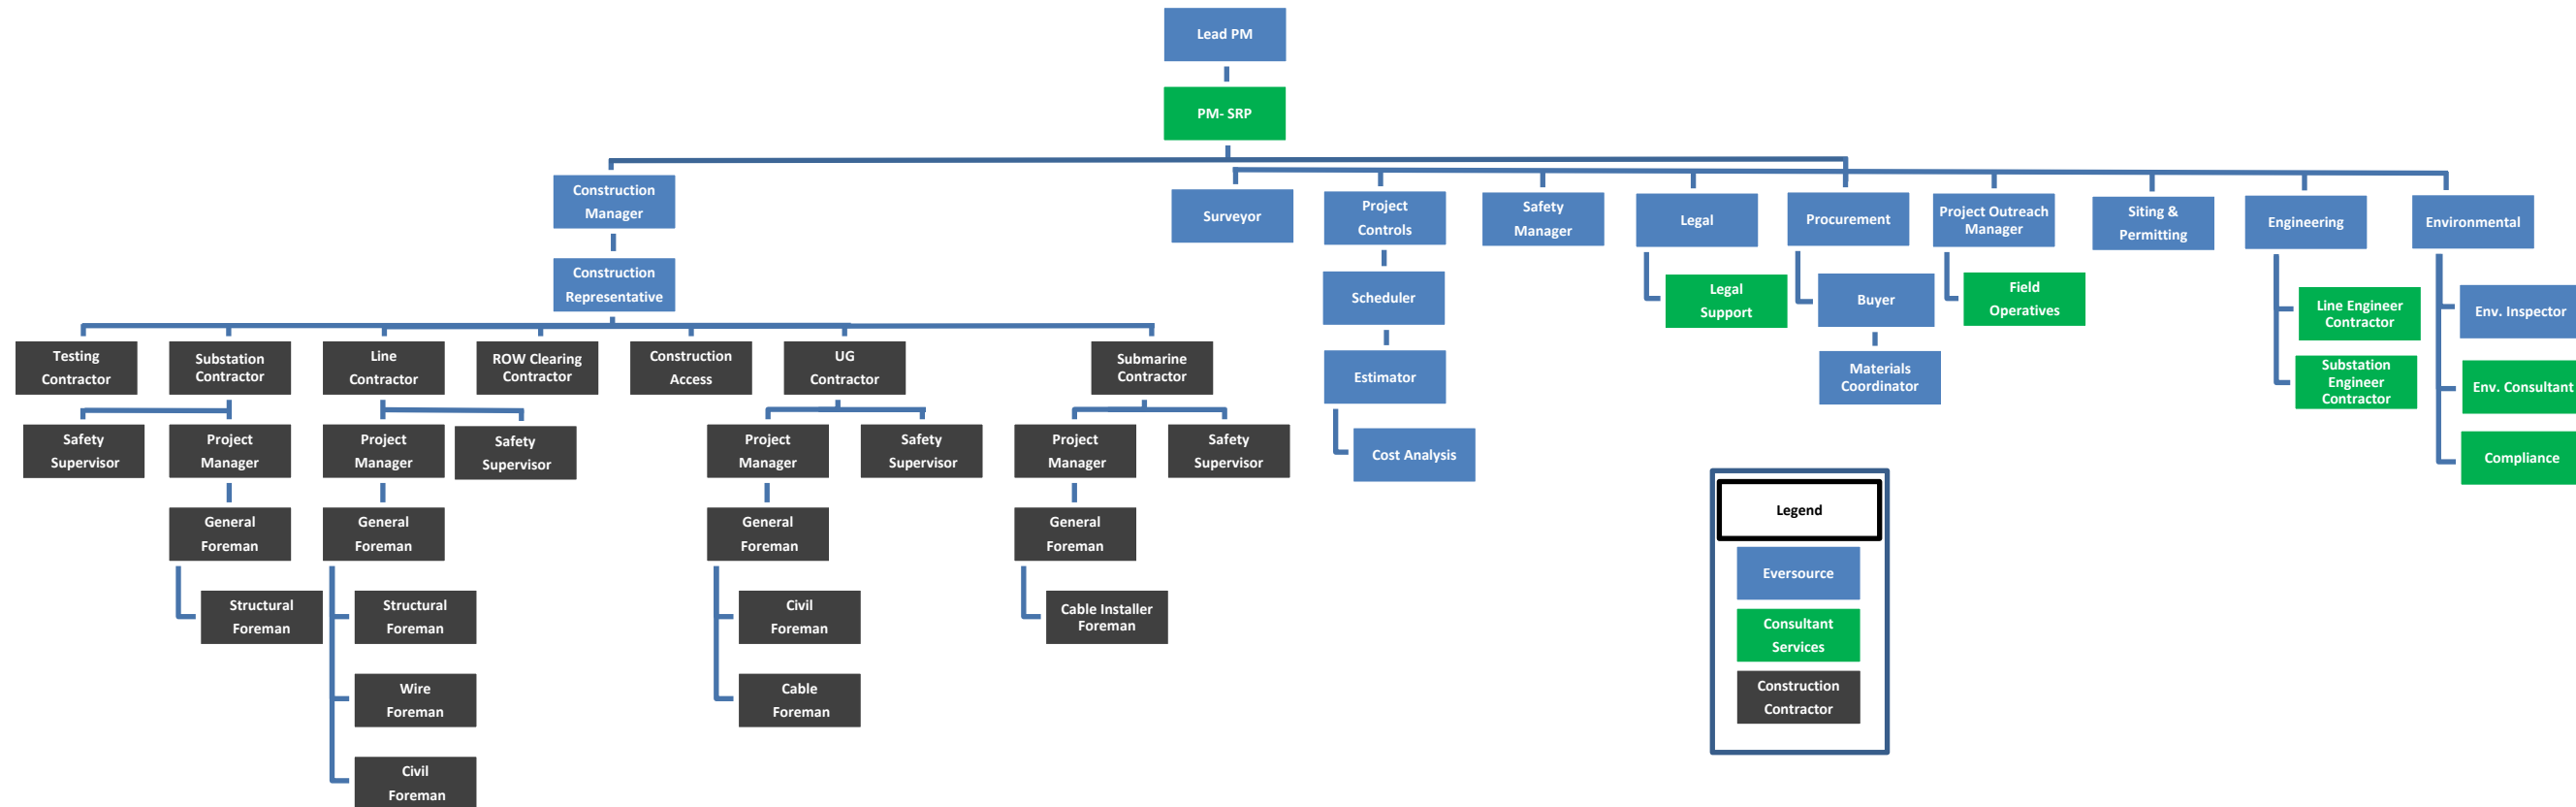 Lead PM
PM- SRP
Construction
Manager
Surveyor
Project
Controls
Safety
Manager
Legal
Procurement
Project Outreach
Manager
Siting &
Permitting
Engineering
Environmental
Construction
Representative
Scheduler
Legal
Support
Buyer
Field
Operatives
Line Engineer
Contractor
Env. Inspector
Testing
Contractor
Substation
Contractor
Line
Contractor
ROW Clearing
Contractor
Construction
Access
UG
Contractor
Submarine
Contractor
Estimator
Materials
Coordinator
Substation
Engineer
Contractor
Env. Consultant
Safety
Supervisor
Project
Manager
Project
Manager
Safety
Supervisor
Project
Manager
Safety
Supervisor
Project
Manager
Safety
Supervisor
Cost Analysis
Compliance
General
Foreman
General
Foreman
General
Foreman
General
Foreman
Structural
Foreman
Structural
Foreman
Civil
Foreman
Cable Installer
Foreman
Wire
Foreman
Cable
Foreman
Civil
Foreman
Legend
Eversource
Consultant
Services
Construction
Contractor